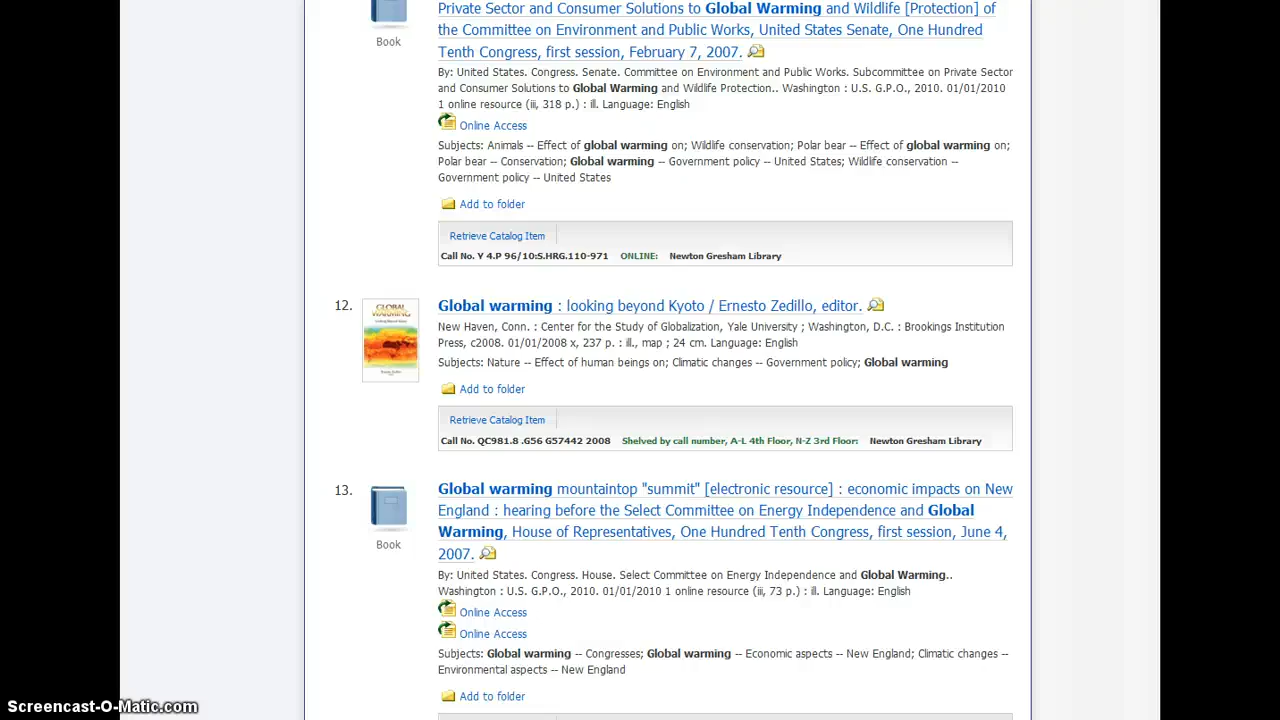 Private Sector and Consumer Solutions to Global Warming and Wildlife [Protection] of
the Committee on Environment and Public Works, United States Senate, One Hundred
Tenth Congress, first session, February 7, 2007.
Book
By: United States. Congress. Senate. Committee on Environment and Public Works. Subcommittee on Private Sector
and Consumer Solutions to Global Warming and Wildlife Protection.. Washington : U.S. G.P.O., 2010. 01/01/2010
1 online resource (iii, 318 p.) : ill. Language: English
Online Access
Subjects: Animals -- Effect of global warming on; Wildlife conservation; Polar bear -- Effect of global warming on;
Polar bear -- Conservation; Global warming -- Government policy -- United States; Wildlife conservation --
Government policy -- United States
Add to folder
Retrieve Catalog Item
Call No. Y 4.P 96/10:S.HRG.110-971 ONLINE: Newton Gresham Library
12.
GLOBAL
WARMING
Global warming : looking beyond Kyoto / Ernesto Zedillo, editor.
New Haven, Conn. : Center for the Study of Globalization, Yale University ; Washington, D.C. : Brookings Institution
Press, c2008. 01/01/2008 x, 237 p. : ill., map ; 24 cm. Language: English
Subjects: Nature -- Effect of human beings on; Climatic changes -- Government policy; Global warming
Add to folder
Retrieve Catalog Item
Call No. QC981.8 .G56 G57442 2008 Shelved by call number, A-L 4th Floor, N-Z 3rd Floor: Newton Gresham Library
13.
Book
Global warming mountaintop "summit" [electronic resource] : economic impacts on New
England : hearing before the Select Committee on Energy Independence and Global
Warming, House of Representatives, One Hundred Tenth Congress, first session, June 4,
2007.
By: United States. Congress. House. Select Committee on Energy Independence and Global Warming..
Washington : U.S. G.P.O., 2010. 01/01/2010 1 online resource (iii, 73 p.) : ill. Language: English
Online Access
Online Access
Subjects: Global warming -- Congresses; Global warming -- Economic aspects -- New England; Climatic changes --
Environmental aspects -- New England
Add to folder
Screencast-O-Matic.com